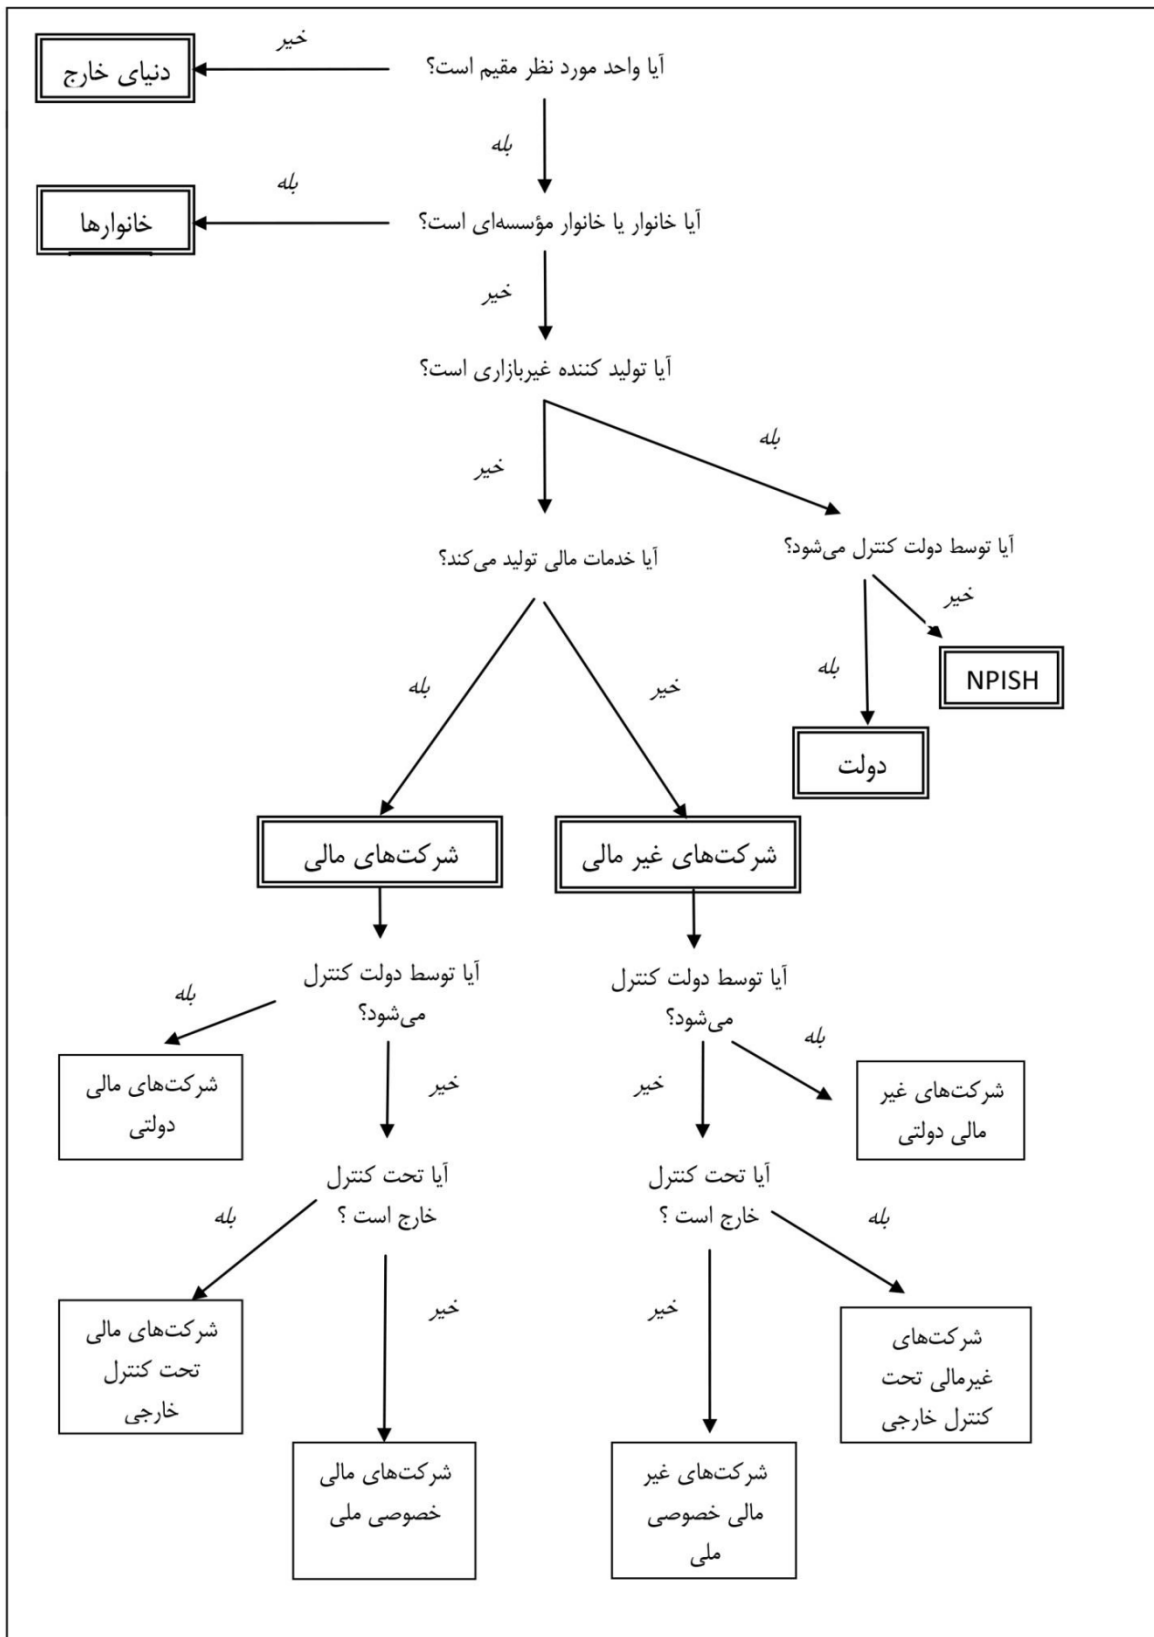 خیر
آیا واحد مورد نظر مقیم است؟
دنیای خارج
بله
بله
آیا خانوار یا خانوار مؤسسه‌ای است؟
خانوارها
خیر
آیا تولید کننده غیربازاری است؟
بله
خیر
آیا توسط دولت کنترل می‌شود؟
آیا خدمات مالی تولید می‌کند؟
خیر
بله
NPISH
خیر
بله
دولت
شرکت‌های غیر مالی
شرکت‌های مالی
آیا توسط دولت کنترل
می‌شود؟
آیا توسط دولت کنترل
می‌شود؟
بله
بله
شرکت‌های غیر
مالی دولتی
خیر
خیر
شرکت‌های مالی
دولتی
آیا تحت کنترل
خارج است ؟
آیا تحت کنترل
خارج است ؟
بله
بله
خیر
خیر
شرکت‌های
غیرمالی تحت
کنترل خارجی
شرکت‌های مالی
تحت کنترل
خارجی
شرکت‌های غیر
مالی خصوصی
ملی
شرکت‌های مالی
خصوصی ملی